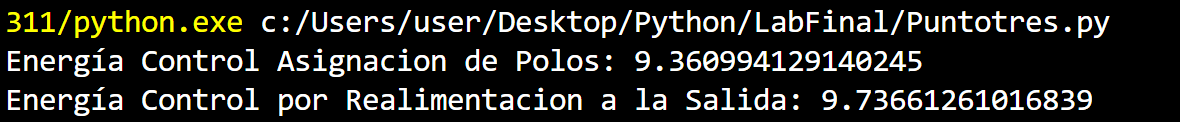 311/python.exe c:/Users/user/Desktop/Python/LabFinal/Puntotres.py
Energía Control Asignacion de Polos: 9.360994129140245
Energía Control por Realimentacion a la Salida: 9.73661261016839